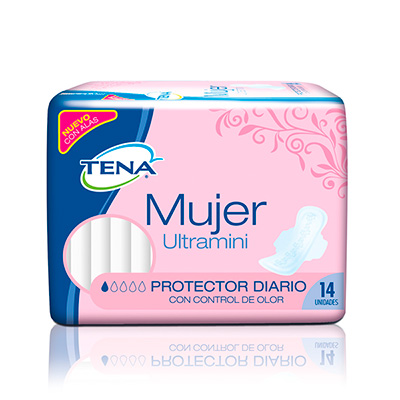 NUEVO
CON ALAS
TENA
Mujer
Ultramini
PROTECTOR DIARIO
CON CONTROL DE OLOR
14
UNIDADES